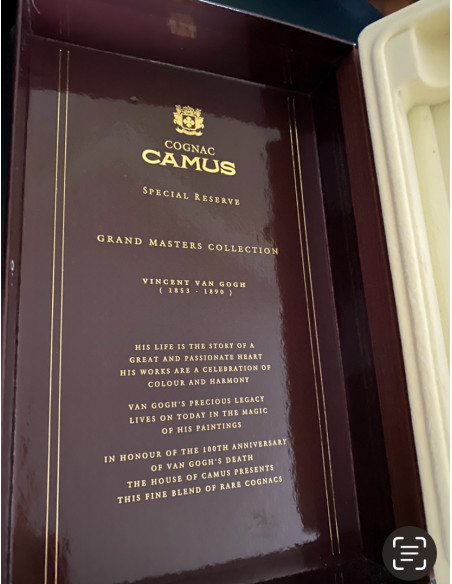 COGNAC
CAMUS
SPECIAL RESERVE
GRAND MASTERS COLLECTION
VINCENT VAN GOGH
( 1853 - 1890 )
HIS LIFE IS THE STORY OF A
GREAT AND PASSIONATE HEART
HIS WORKS ARE A CELEBRATION OF
COLOUR AND HARMONY
VAN GOGH'S PRECIOUS LEGACY
LIVES ON TODAY IN THE MAGIC
OF HIS PAINTINGS
IN HONOUR OF THE 100TH ANNIVERSARY
OF VAN GOGH'S DEATH
THE HOUSE OF CAMUS PRESENTS
THIS FINE BLEND OF RARE COGNACS